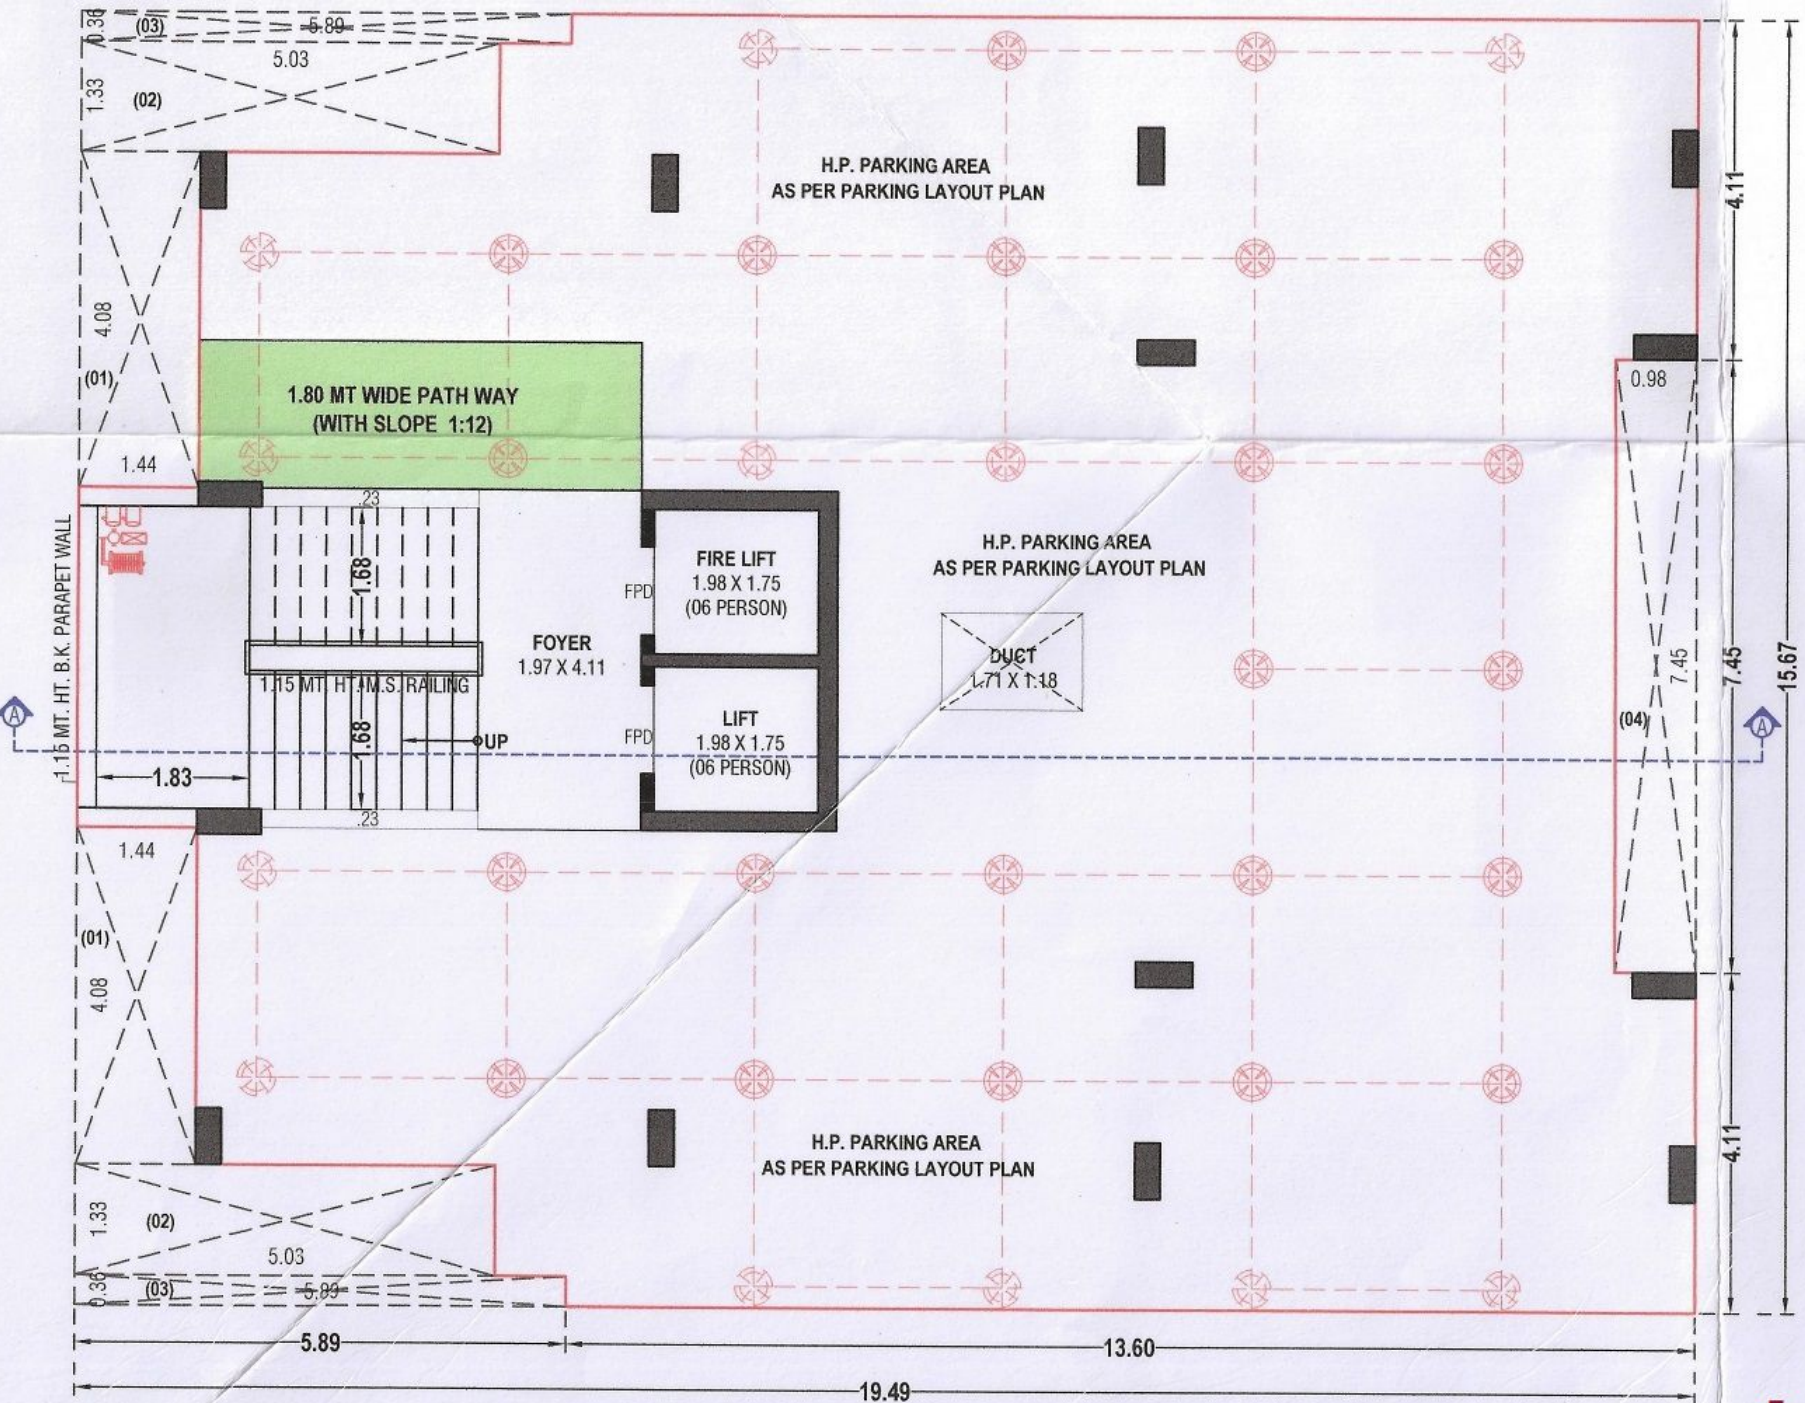 0.36
(03)
5.89
5.03
1.33
(02)
H.P. PARKING AREA
AS PER PARKING LAYOUT PLAN
4.11
4.08
(01)
1.44
1.80 MT WIDE PATH WAY
(WITH SLOPE 1:12)
0.98
.23
1.68
1.15 MT. HT. B.K. PARAPET WALL
FPD
FIRE LIFT
1.98 X 1.75
(06 PERSON)
H.P. PARKING AREA
AS PER PARKING LAYOUT PLAN
FOYER
1.97 X 4.11
DUCT
1.71 X 1.18
7.45
7.45
15.67
1.15 MT. HT. M.S. RAILING
1.68
UP
FPD
LIFT
1.98 X 1.75
(06 PERSON)
(04)
A
A
1.83
.23
1.44
(01)
4.08
H.P. PARKING AREA
AS PER PARKING LAYOUT PLAN
4.11
1.33
(02)
5.03
0.36
(03)
5.89
5.89
13.60
19.49